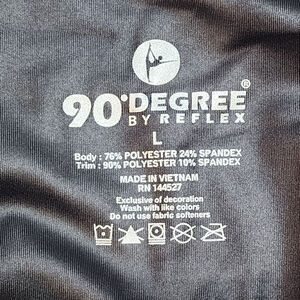 90°DEGREE®
BY REFLEX
L
Body : 76% POLYESTER 24% SPANDEX
Trim : 90% POLYESTER 10% SPANDEX
MADE IN VIETNAM
RN 144527
Exclusive of decoration
Wash with like colors
Do not use fabric softeners